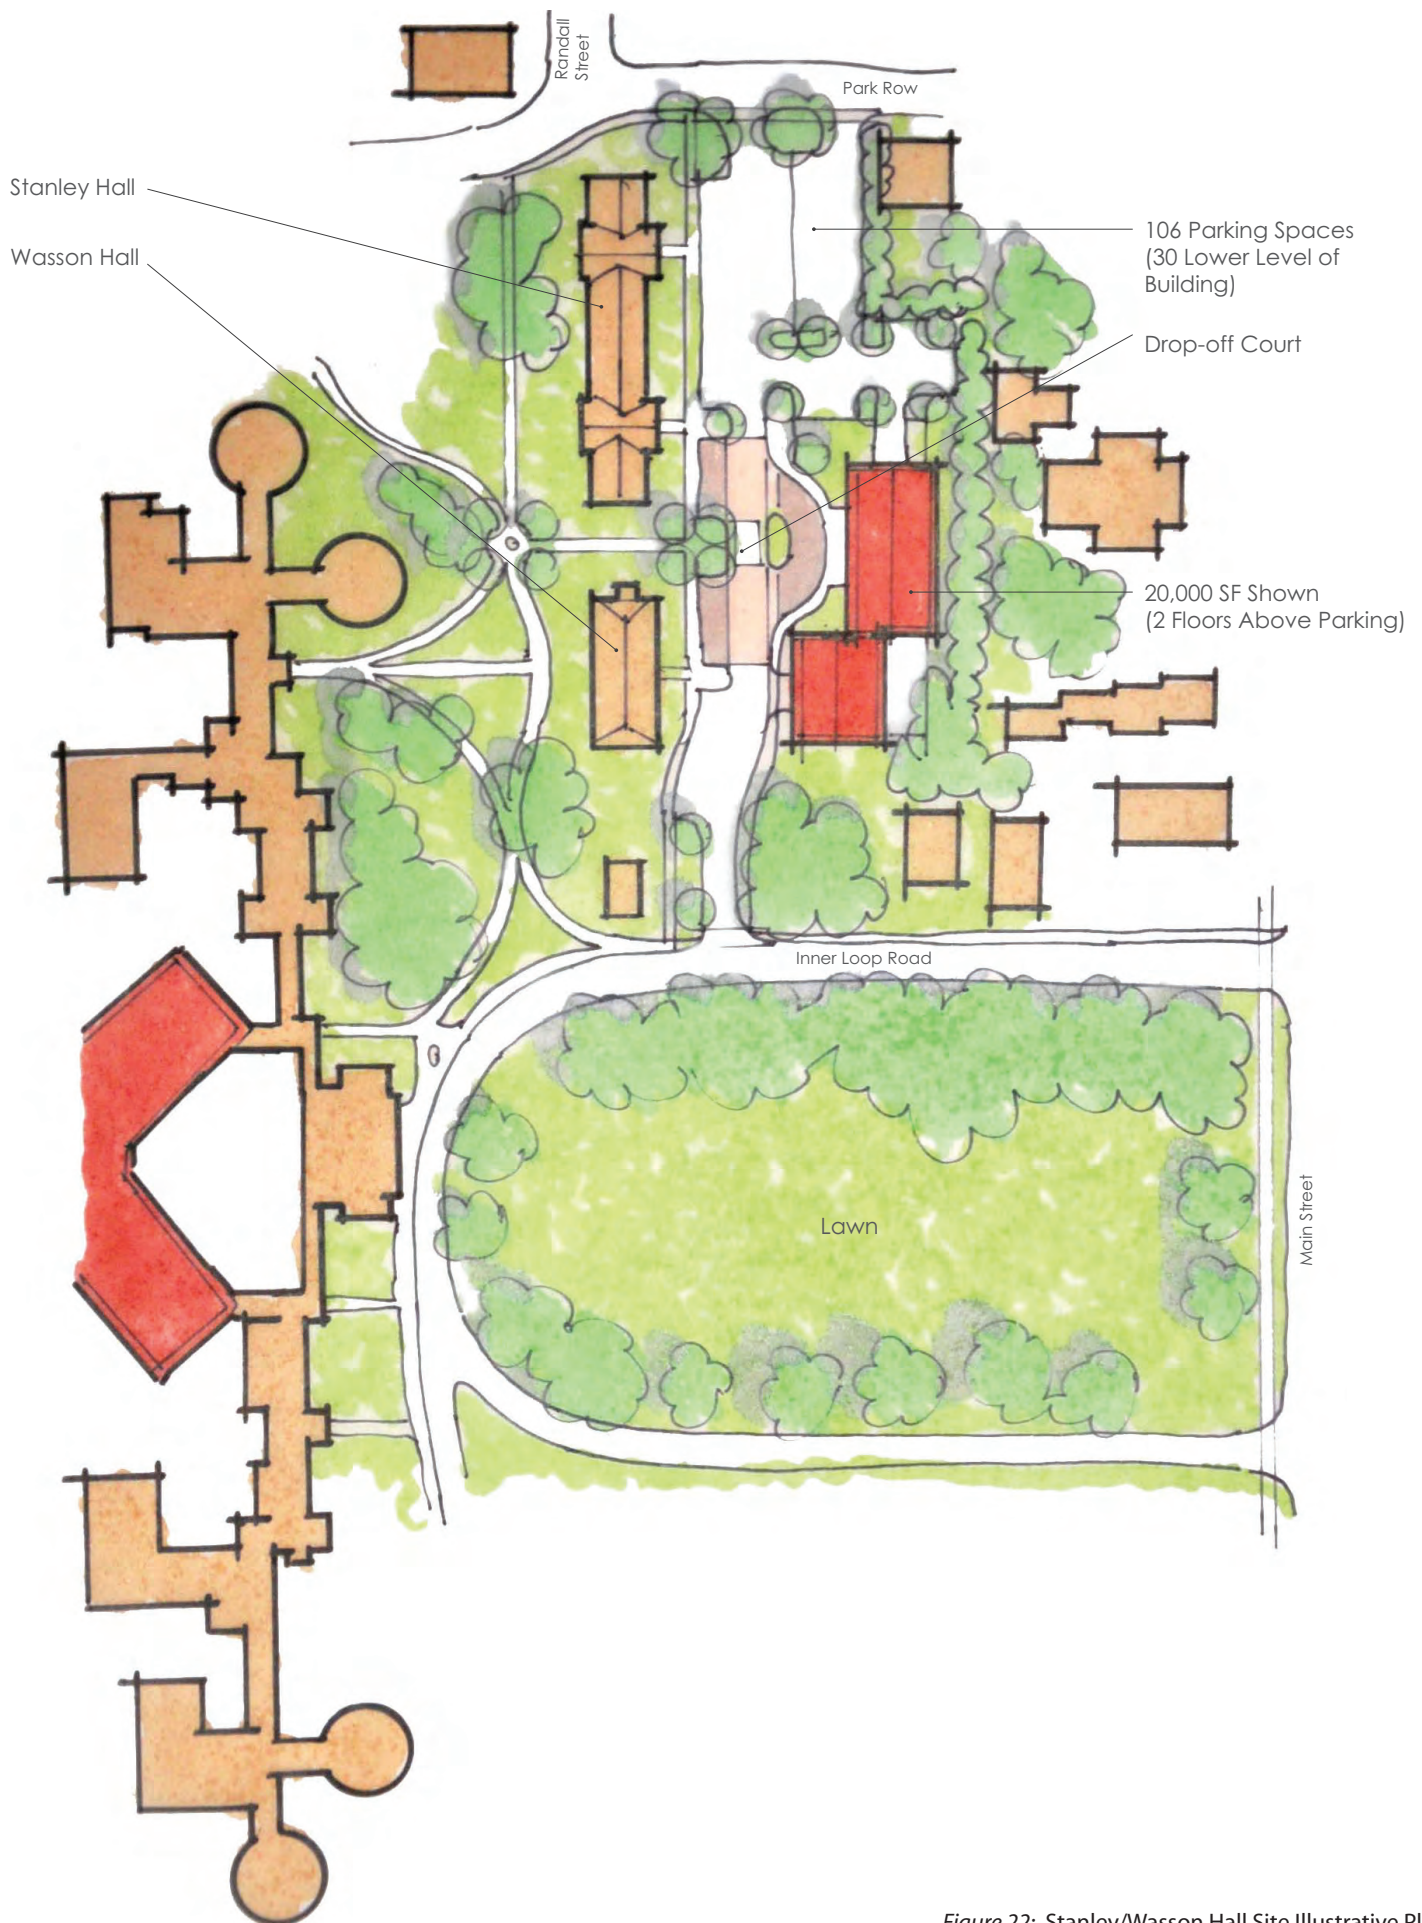 Randall
Street
Park Row
Stanley Hall
106 Parking Spaces
(30 Lower Level of
Building)
Wasson Hall
Drop-off Court
20,000 SF Shown
(2 Floors Above Parking)
Inner Loop Road
Main Street
Lawn
Figure 22: Stanley/Wasson Hall Site Illustrative Pl